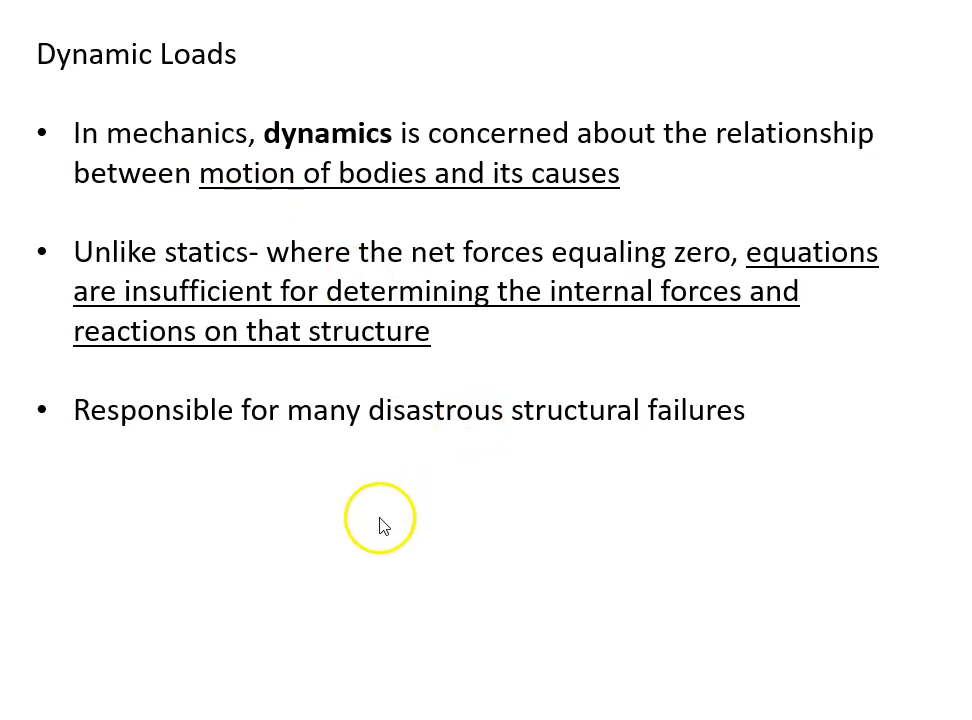 Dynamic Loads
• In mechanics, dynamics is concerned about the relationship
between motion of bodies and its causes
• Unlike statics- where the net forces equaling zero, equations
are insufficient for determining the internal forces and
reactions on that structure
• Responsible for many disastrous structural failures